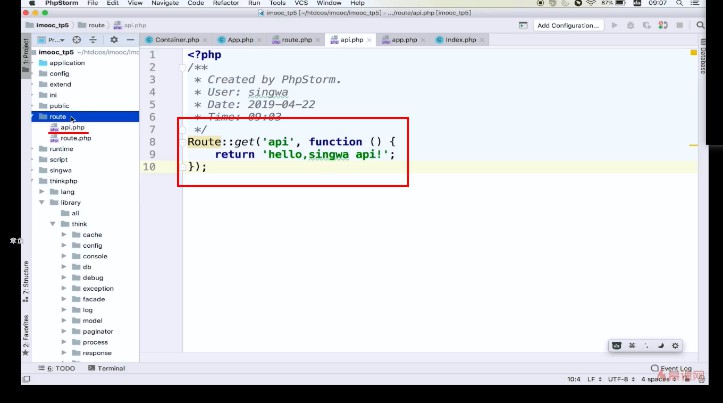 PhpStorm File Edit View Navigate Code Refactor Run Tools VCS Window Help 87% 09:07
imooc_tp5 ~/htdocs/imooc/imooc_tp5] - .../route/api.php [imooc_tp5]
imooc_tp5 route api.php Add Configuration...
1: Project
Pr...
Container.php App.php route.php api.php app.php Index.php
Database
imooc_tp5 ~/htdocs/imooc/imo
application
config
extend
ini
public
route
api.php
route.php
runtime
script
singwa
thinkphp
lang
library
all
think
cache
config
console
db
debug
exception
facade
log
model
paginator
process
response
1 <?php
2 /**
3 * Created by PhpStorm.
4 * User: singwa
5 * Date: 2019-04-22
6 * Time: 09:03
7 */
8 Route::get('api', function () {
9 return 'hello,singwa api!';
10 });
7: Structure
2: Favorites
6: TODO Terminal Event Log
10:4 LF UTF-8 4 spaces